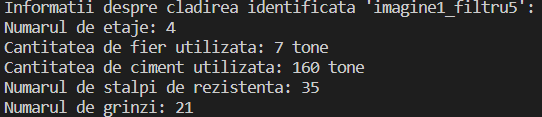 Informatii despre cladirea identificata 'imagine1_filtru5':
Numarul de etaje: 4
Cantitatea de fier utilizata: 7 tone
Cantitatea de ciment utilizata: 160 tone
Numarul de stalpi de rezistenta: 35
Numarul de grinzi: 21